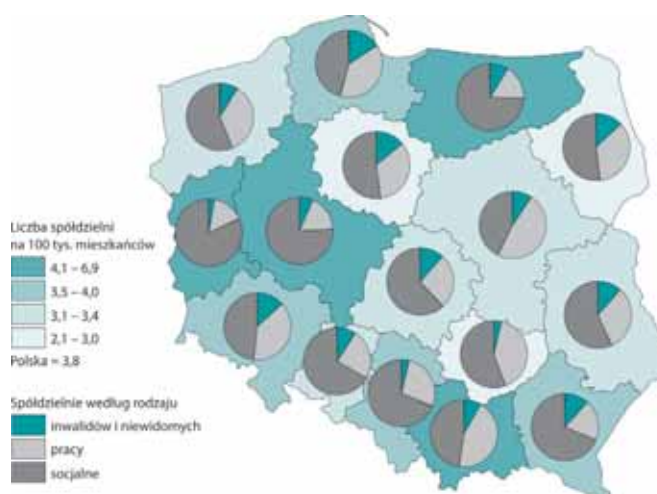 Liczba spółdzielni
na 100 tys. mieszkańców
4,1 – 6,9
3,5 – 4,0
3,1 – 3,4
2,1 – 3,0
Polska = 3,8
Spółdzielnie według rodzaju
inwalidów i niewidomych
pracy
socjalne